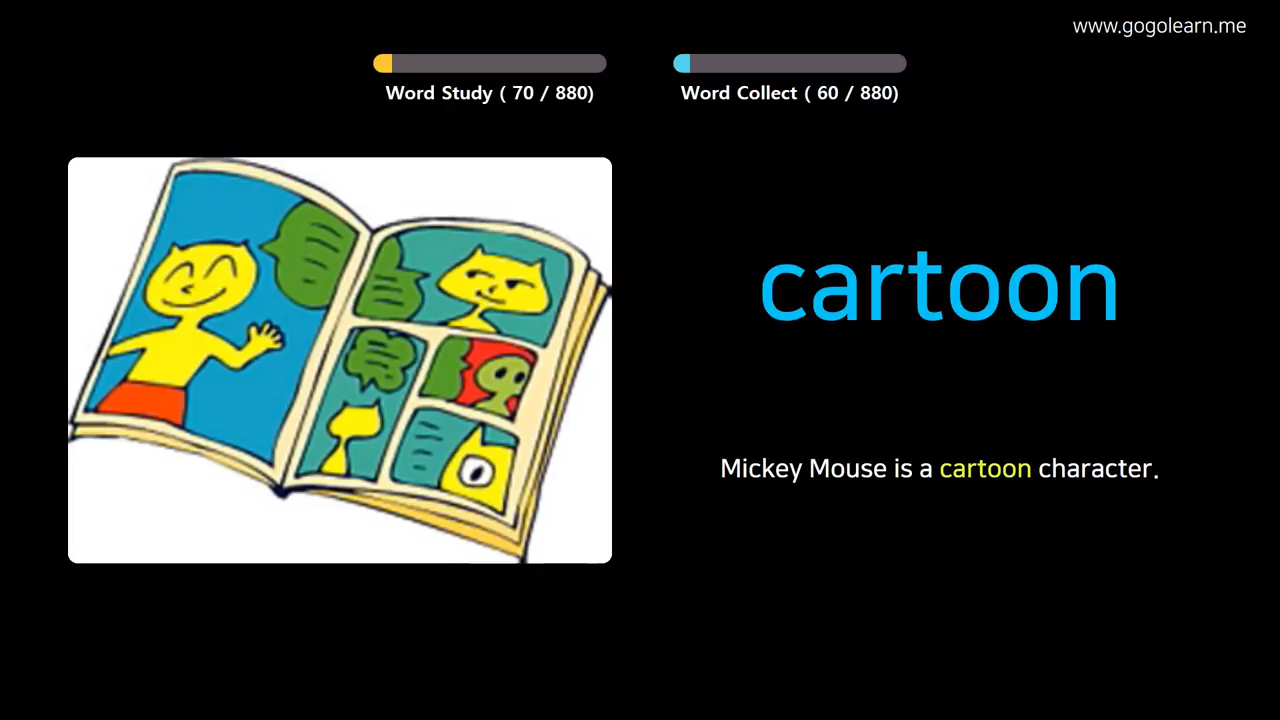 www.gogolearn.me
Word Study ( 70 / 880)
Word Collect ( 60 / 880)
cartoon
Mickey Mouse is a cartoon character.